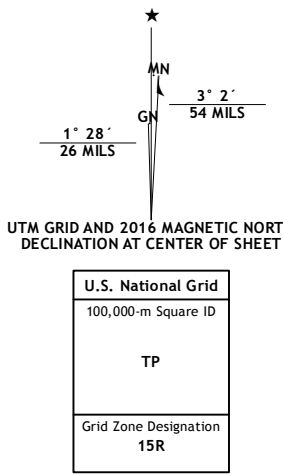 ★
MN
GN
3° 2´
54 MILS
1° 28´
26 MILS
UTM GRID AND 2016 MAGNETIC NORT
DECLINATION AT CENTER OF SHEET
U.S. National Grid
100,000-m Square ID
TP
Grid Zone Designation
15R